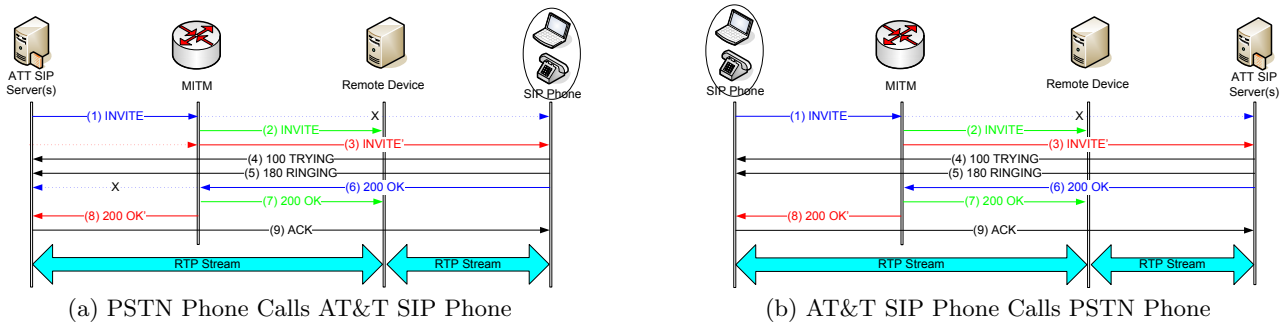 ATT SIP
Server(s)
MITM
Remote Device
SIP Phone
(1) INVITE
X
(2) INVITE
(3) INVITE'
(4) 100 TRYING
(5) 180 RINGING
X
(6) 200 OK
(7) 200 OK
(8) 200 OK'
(9) ACK
RTP Stream
RTP Stream
(a) PSTN Phone Calls AT&T SIP Phone
SIP Phone
MITM
Remote Device
ATT SIP
Server(s)
(1) INVITE
X
(2) INVITE
(3) INVITE'
(4) 100 TRYING
(5) 180 RINGING
(6) 200 OK
(7) 200 OK
(8) 200 OK'
(9) ACK
RTP Stream
RTP Stream
(b) AT&T SIP Phone Calls PSTN Phone